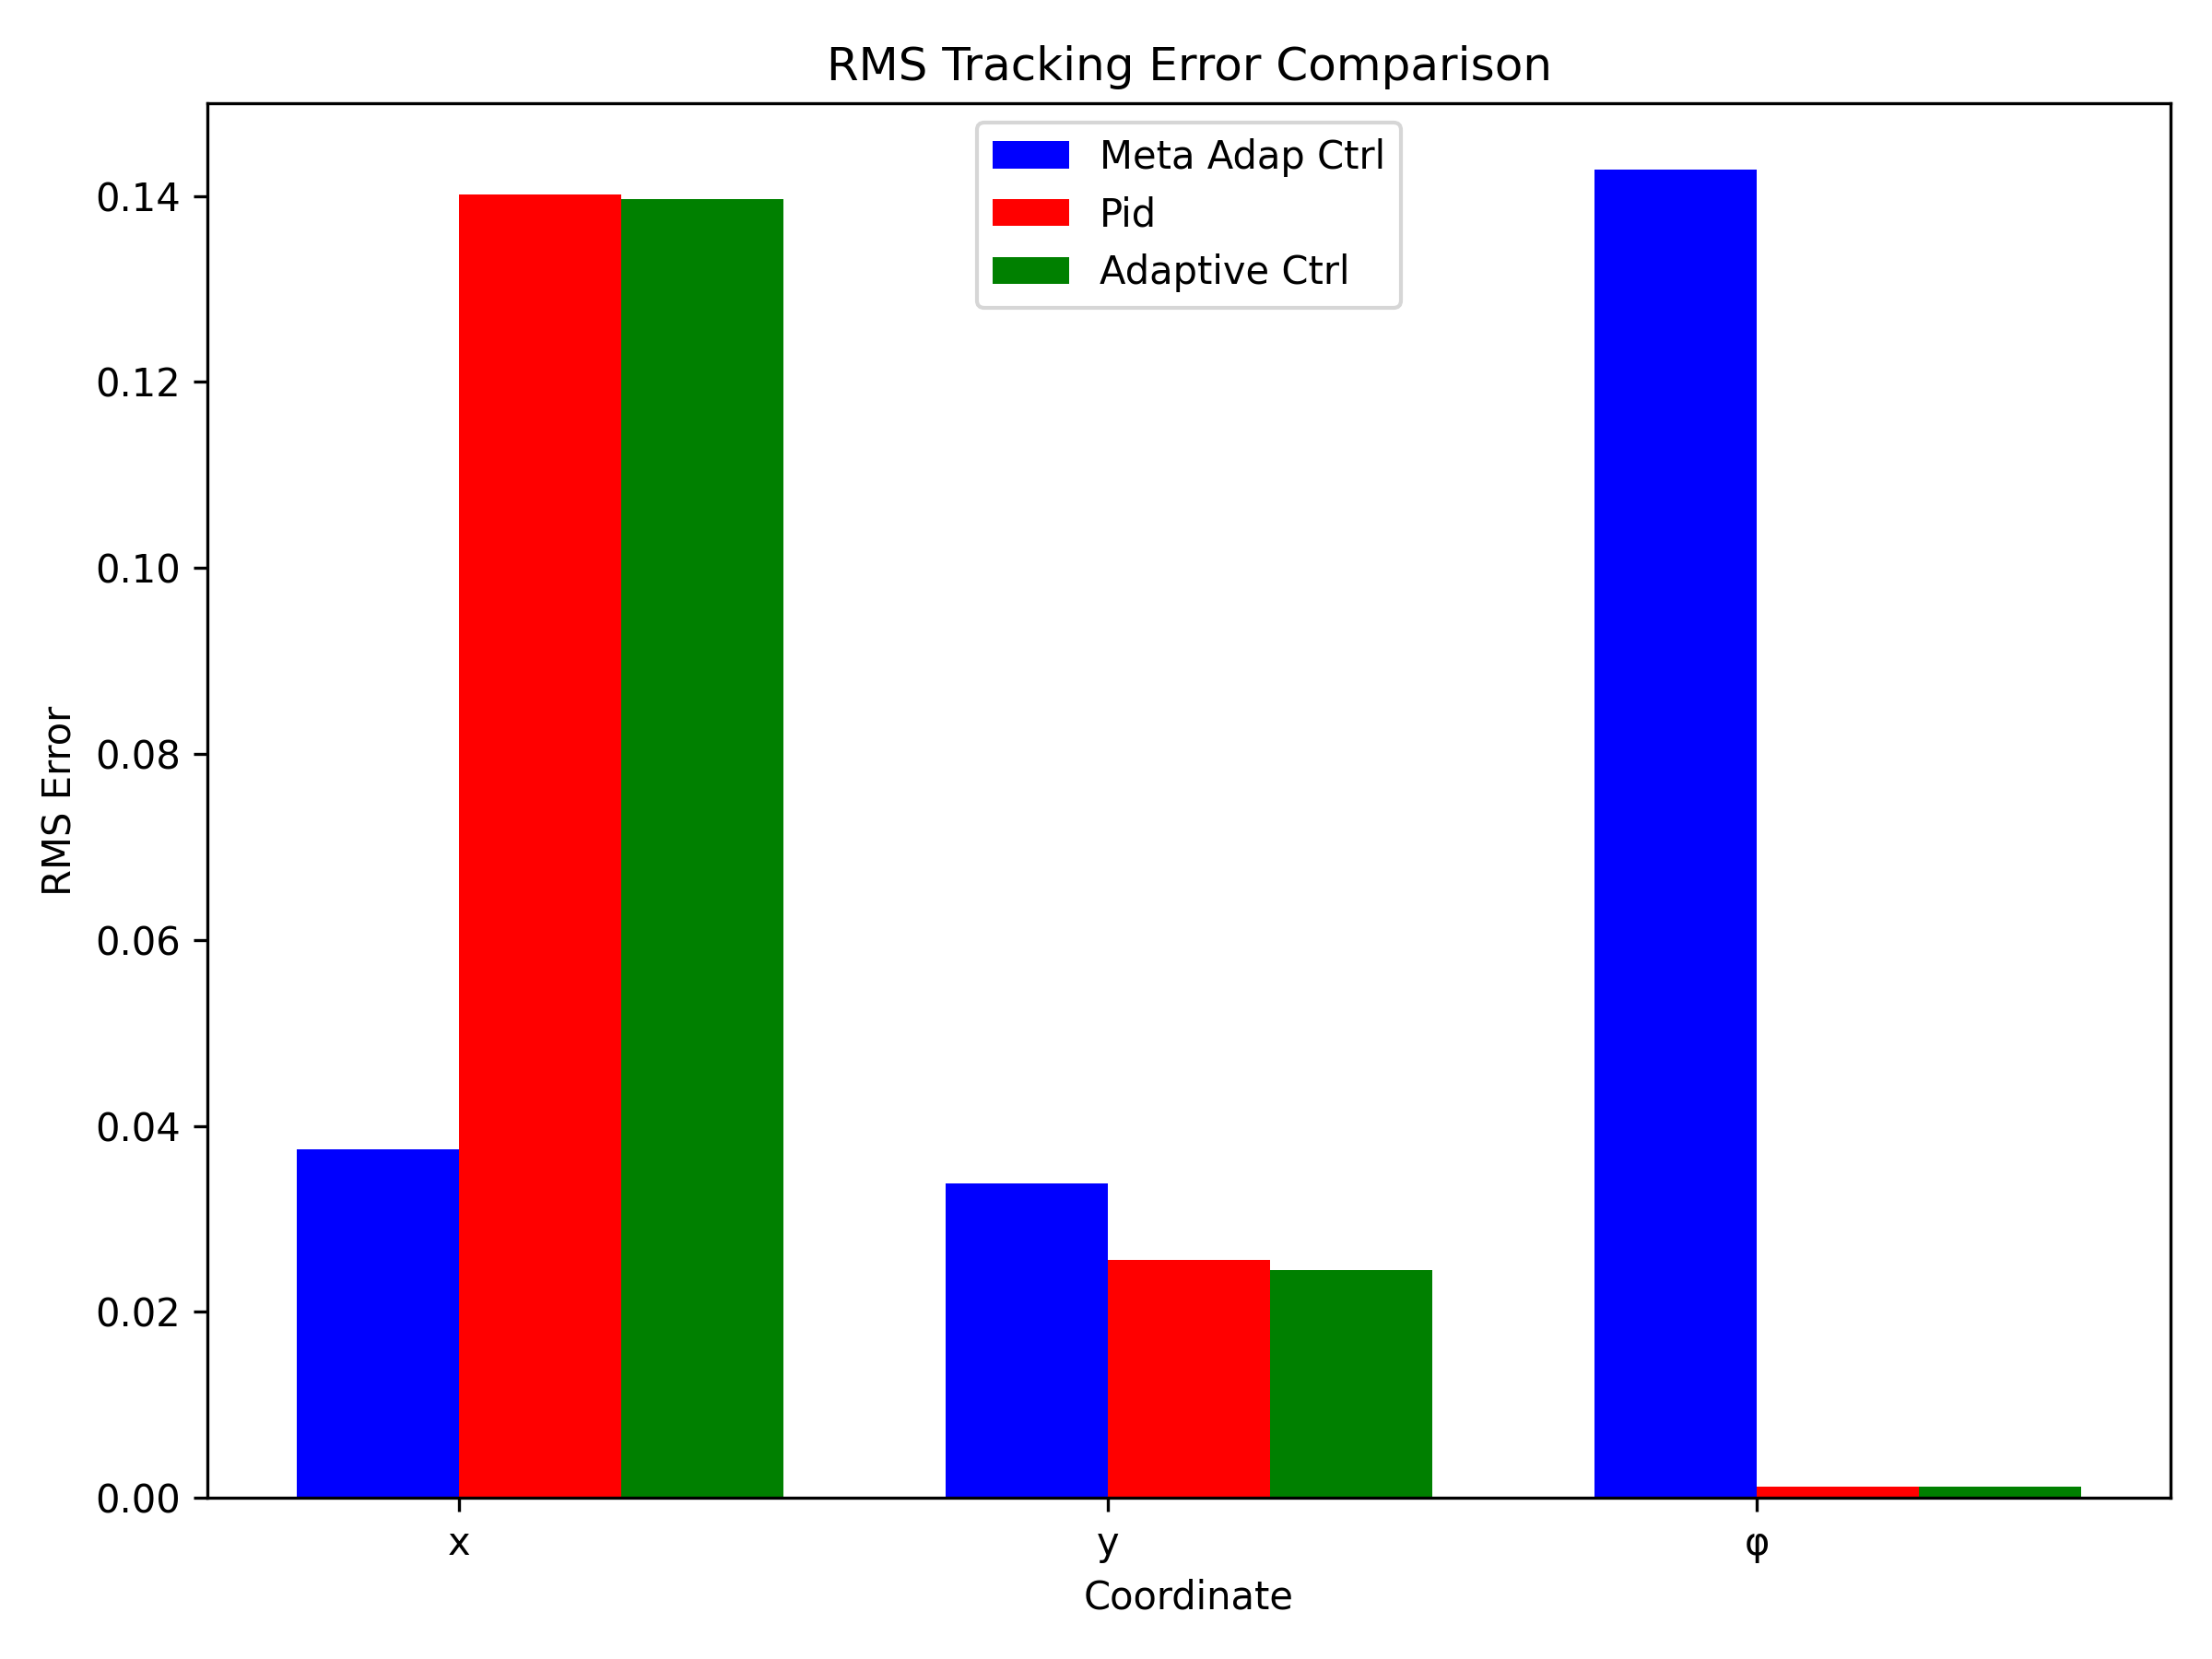 RMS Tracking Error Comparison
Meta Adap Ctrl
Pid
Adaptive Ctrl
RMS Error
0.14
0.12
0.10
0.08
0.06
0.04
0.02
0.00
x y φ
Coordinate